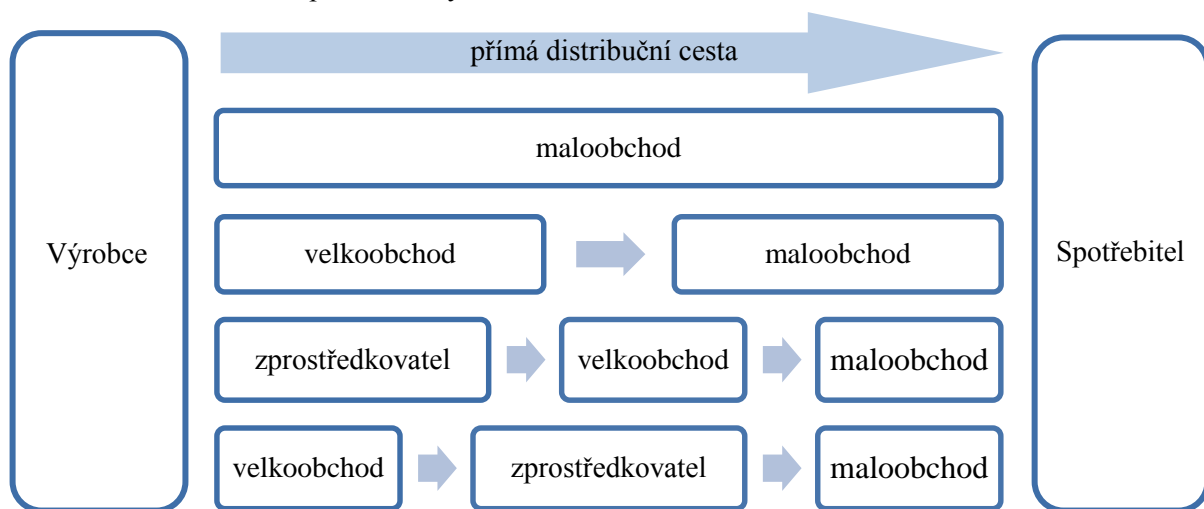 přímá distribuční cesta
maloobchod
Výrobce
velkoobchod
maloobchod
Spotřebitel
zprostředkovatel
velkoobchod
maloobchod
velkoobchod
zprostředkovatel
maloobchod